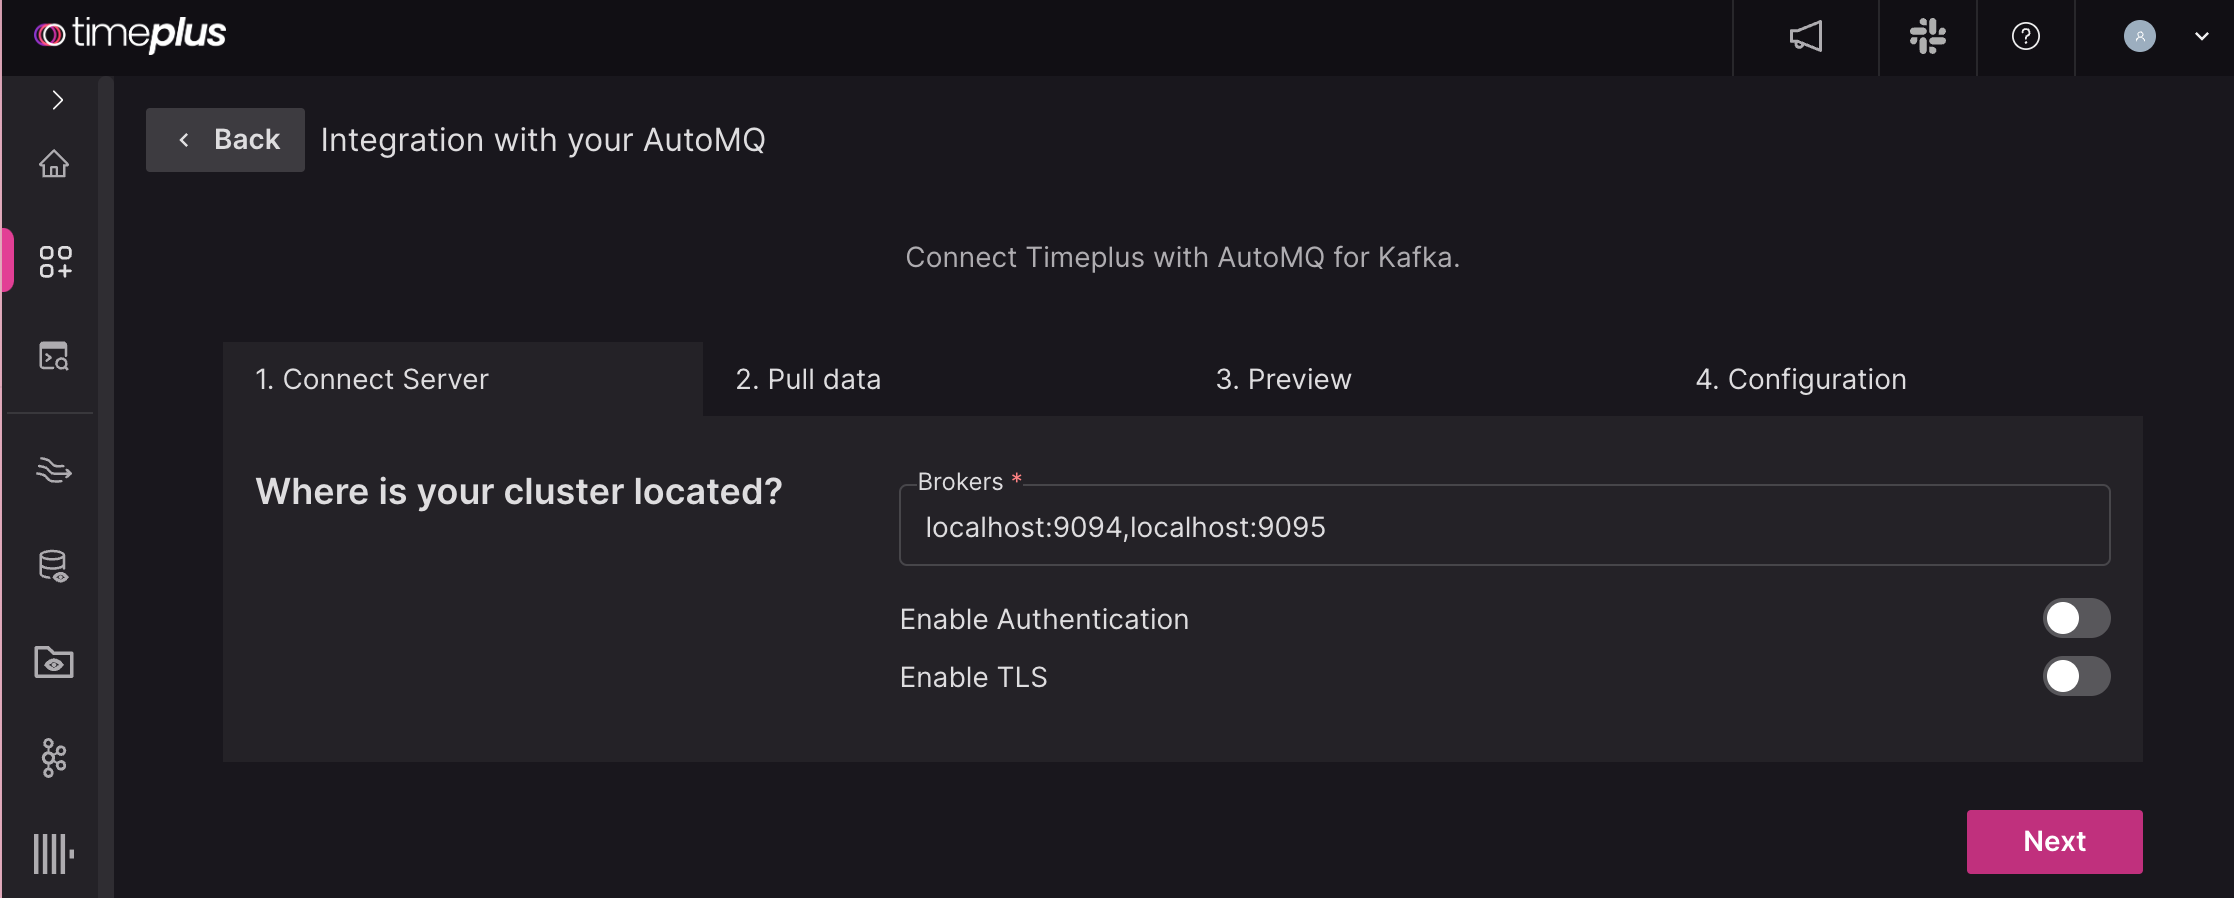 timeplus
Back
Integration with your AutoMQ
Connect Timeplus with AutoMQ for Kafka.
1. Connect Server
2. Pull data
3. Preview
4. Configuration
Where is your cluster located?
Brokers *
localhost:9094,localhost:9095
Enable Authentication
Enable TLS
Next